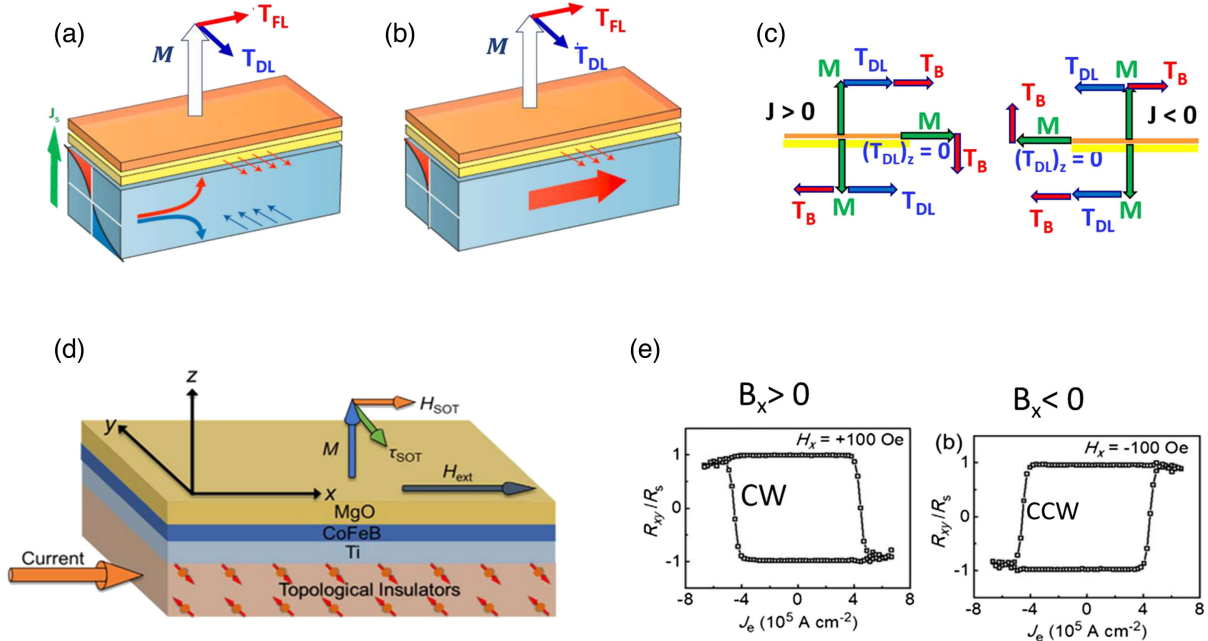 (a)
T_FL
M
T_DL
J_s
(b)
T_FL
M
T_DL
(c)
M T_DL T_B
J > 0
M
(T_DL)_z = 0
T_B
T_B M T_DL
T_DL M T_B
T_B
J < 0
M
(T_DL)_z = 0
T_B T_DL M
(d)
z
y
x
H_SOT
M
τ_SOT
H_ext
MgO
CoFeB
Ti
Current
Topological Insulators
(e)
B_x > 0
H_x = +100 Oe
R_xy/R_s
1
0
-1
CW
-8 -4 0 4 8
J_e (10^5 A cm^-2)
B_x < 0
(b)
H_x = -100 Oe
R_xy/R_s
1
0
-1
CCW
-8 -4 0 4 8
J_e (10^5 A cm^-2)